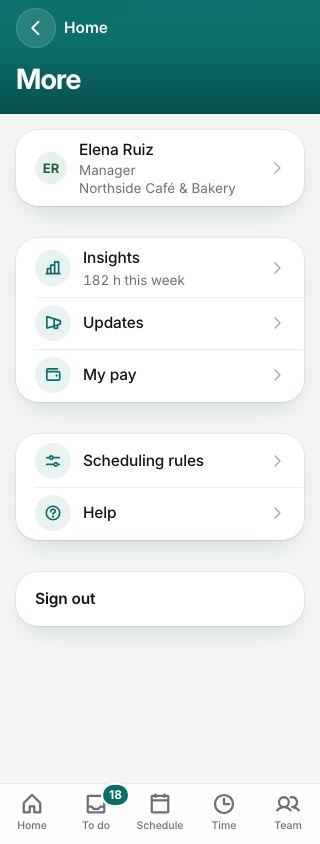 Home
More
ER
Elena Ruiz
Manager
Northside Café & Bakery
Insights
182 h this week
Updates
My pay
Scheduling rules
Help
Sign out
18
Home
To do
Schedule
Time
Team